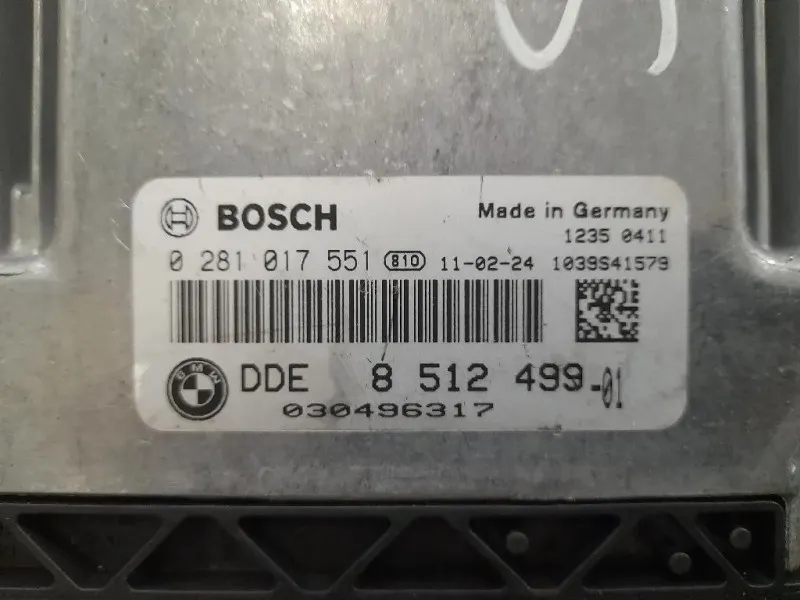 BOSCH
Made in Germany
1235 0411
0 281 017 551 810 11-02-24 1039S41579
BMW DDE 8 512 499-01
030496317